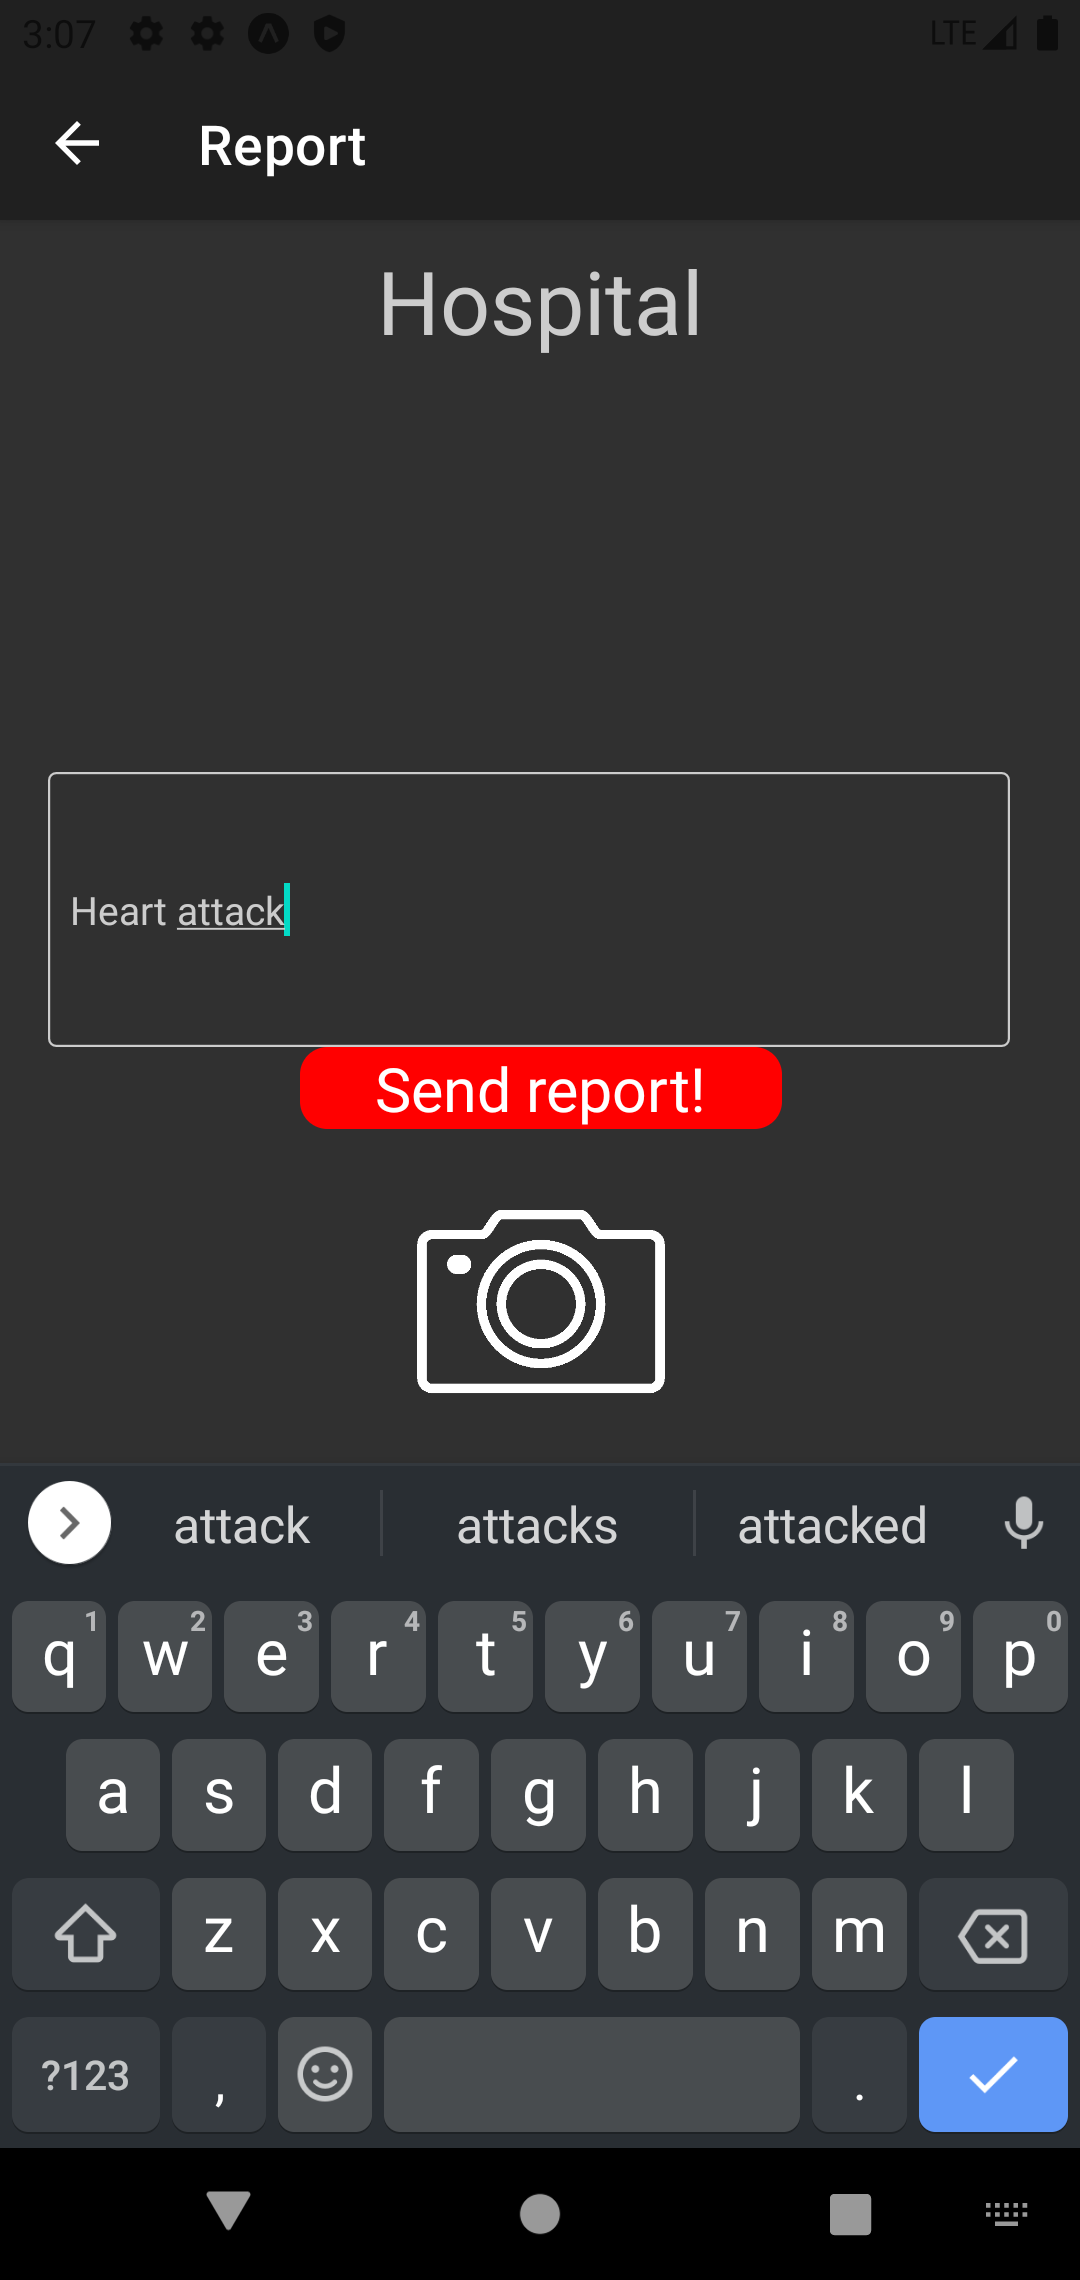 3:07 LTE
Report
Hospital
Heart attack
Send report!
attack attacks attacked
q 1 w 2 e 3 r 4 t 5 y 6 u 7 i 8 o 9 p 0
a s d f g h j k l
z x c v b n m
?123 , .